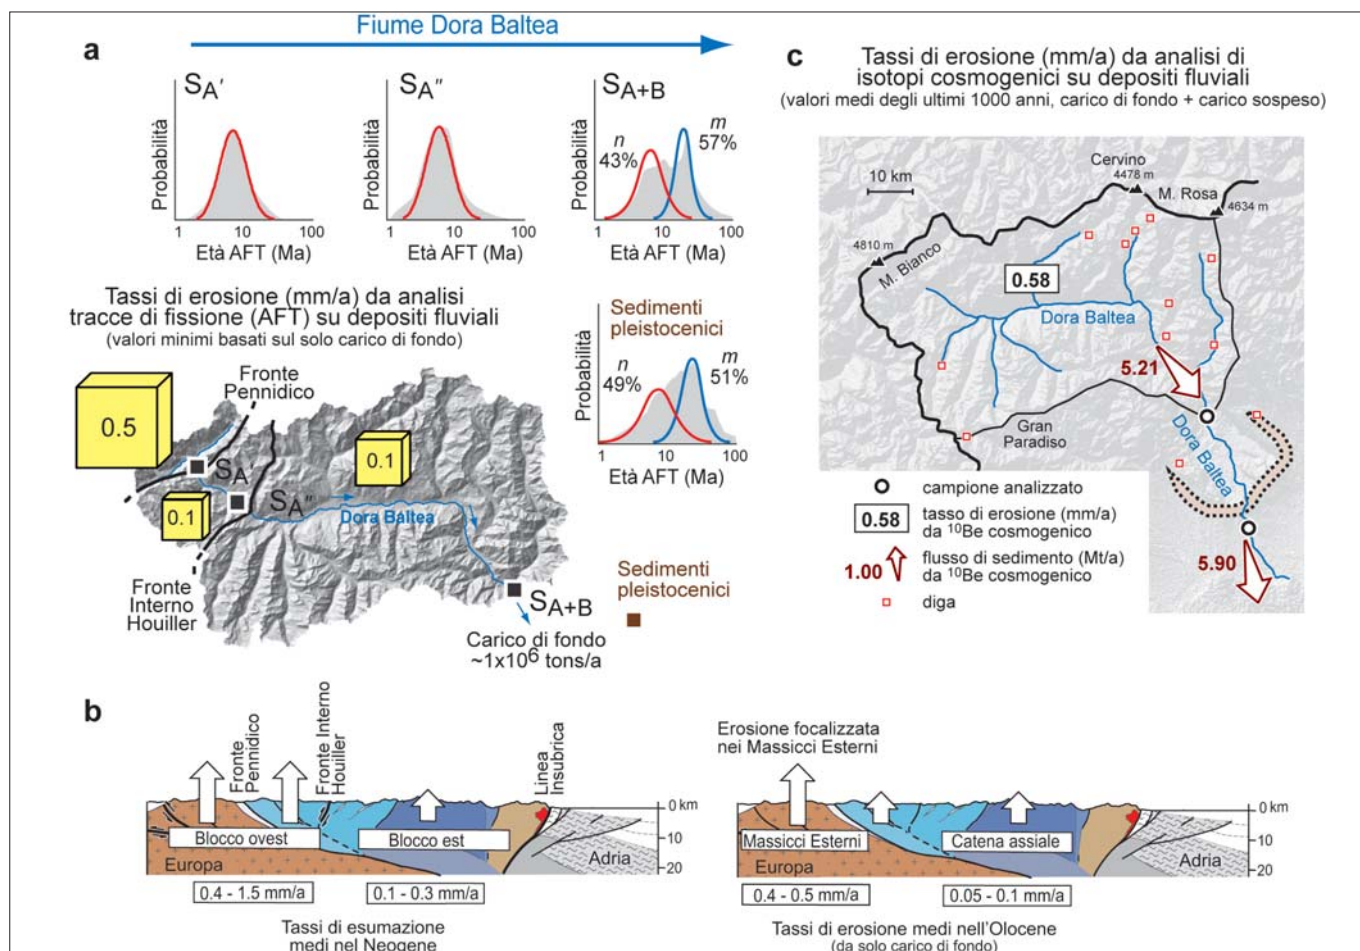 Fiume Dora Baltea
a
SA′
SA″
SA+B
Probabilità
Probabilità
Probabilità
n
43%
m
57%
1 10 100
Età AFT (Ma)
1 10 100
Età AFT (Ma)
1 10 100
Età AFT (Ma)
Tassi di erosione (mm/a) da analisi
tracce di fissione (AFT) su depositi fluviali
(valori minimi basati sul solo carico di fondo)
Sedimenti
pleistocenici
Probabilità
n
49%
m
51%
1 10 100
Età AFT (Ma)
Fronte
Pennidico
0.5
0.1
0.1
SA′
SA″
Dora Baltea
Fronte
Interno
Houiller
SA+B
Carico di fondo
~1x10⁶ tons/a
Sedimenti
pleistocenici
c
Tassi di erosione (mm/a) da analisi di
isotopi cosmogenici su depositi fluviali
(valori medi degli ultimi 1000 anni, carico di fondo + carico sospeso)
10 km
Cervino
4478 m
M. Rosa
4634 m
4810 m
M. Bianco
0.58
Dora Baltea
5.21
Gran
Paradiso
Dora Baltea
5.90
campione analizzato
0.58
tasso di erosione (mm/a)
da ¹⁰Be cosmogenico
1.00
flusso di sedimento (Mt/a)
da ¹⁰Be cosmogenico
diga
b
Fronte
Pennidico
Fronte Interno
Houiller
Linea
Insubrica
Blocco ovest
Blocco est
Europa
Adria
0 km
10
20
0.4 - 1.5 mm/a
0.1 - 0.3 mm/a
Tassi di esumazione
medi nel Neogene
Erosione focalizzata
nei Massicci Esterni
Massicci Esterni
Catena assiale
Europa
Adria
0 km
10
20
0.4 - 0.5 mm/a
0.05 - 0.1 mm/a
Tassi di erosione medi nell'Olocene
(da solo carico di fondo)